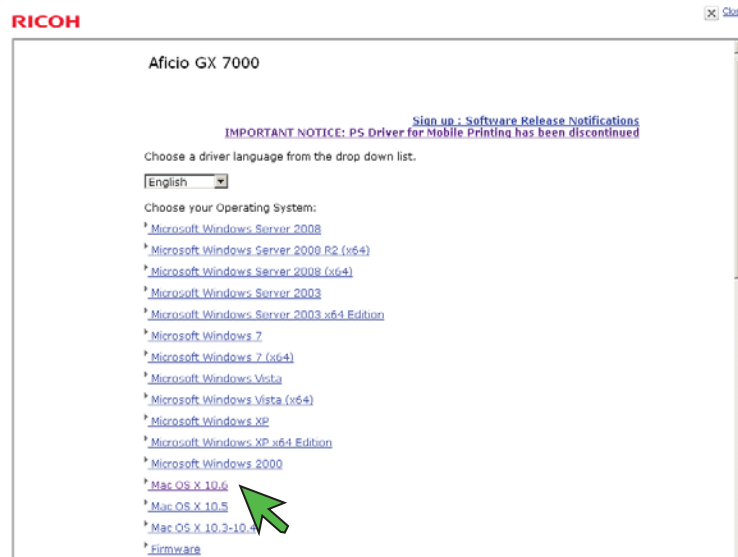 RICOH
Clos
Aficio GX 7000
Sign up : Software Release Notifications
IMPORTANT NOTICE: PS Driver for Mobile Printing has been discontinued
Choose a driver language from the drop down list.
English
Choose your Operating System:
Microsoft Windows Server 2008
Microsoft Windows Server 2008 R2 (x64)
Microsoft Windows Server 2008 (x64)
Microsoft Windows Server 2003
Microsoft Windows Server 2003 x64 Edition
Microsoft Windows 7
Microsoft Windows 7 (x64)
Microsoft Windows Vista
Microsoft Windows Vista (x64)
Microsoft Windows XP
Microsoft Windows XP x64 Edition
Microsoft Windows 2000
Mac OS X 10.6
Mac OS X 10.5
Mac OS X 10.3-10.4
Firmware